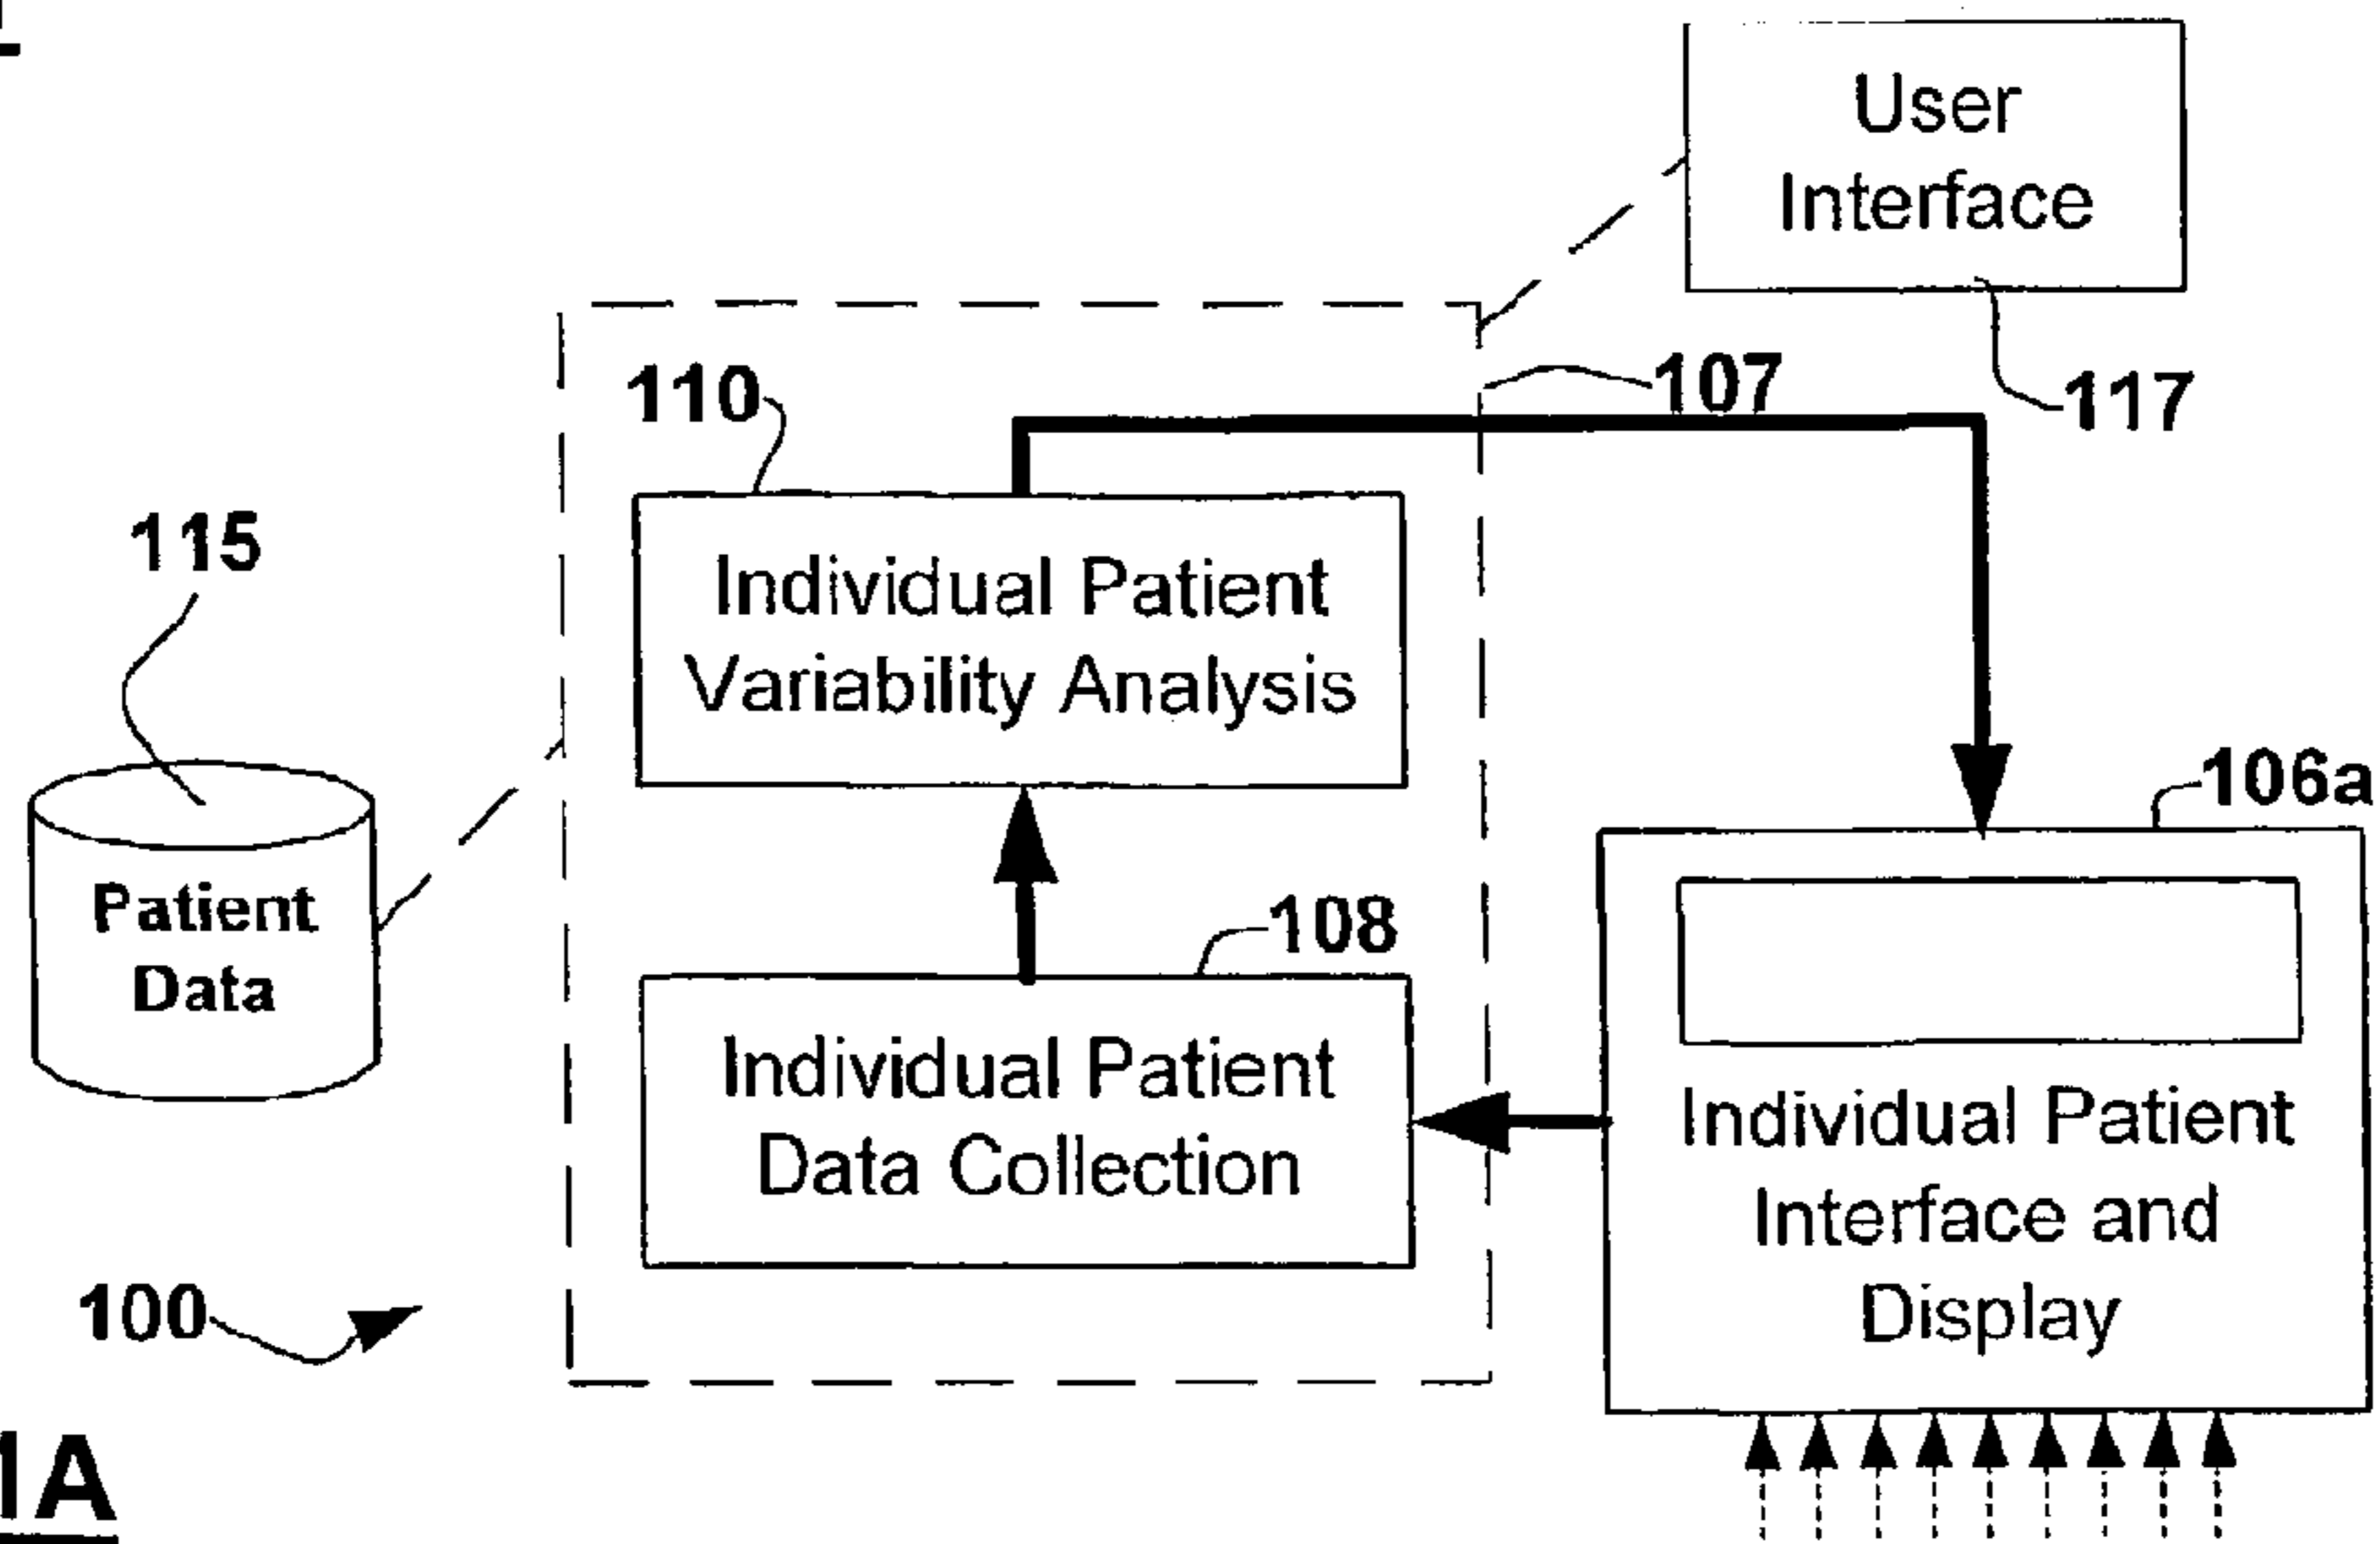 User
Interface
110
107
117
115
Individual Patient
Variability Analysis
106a
Patient
Data
108
Individual Patient
Data Collection
Individual Patient
Interface and
Display
100
1A